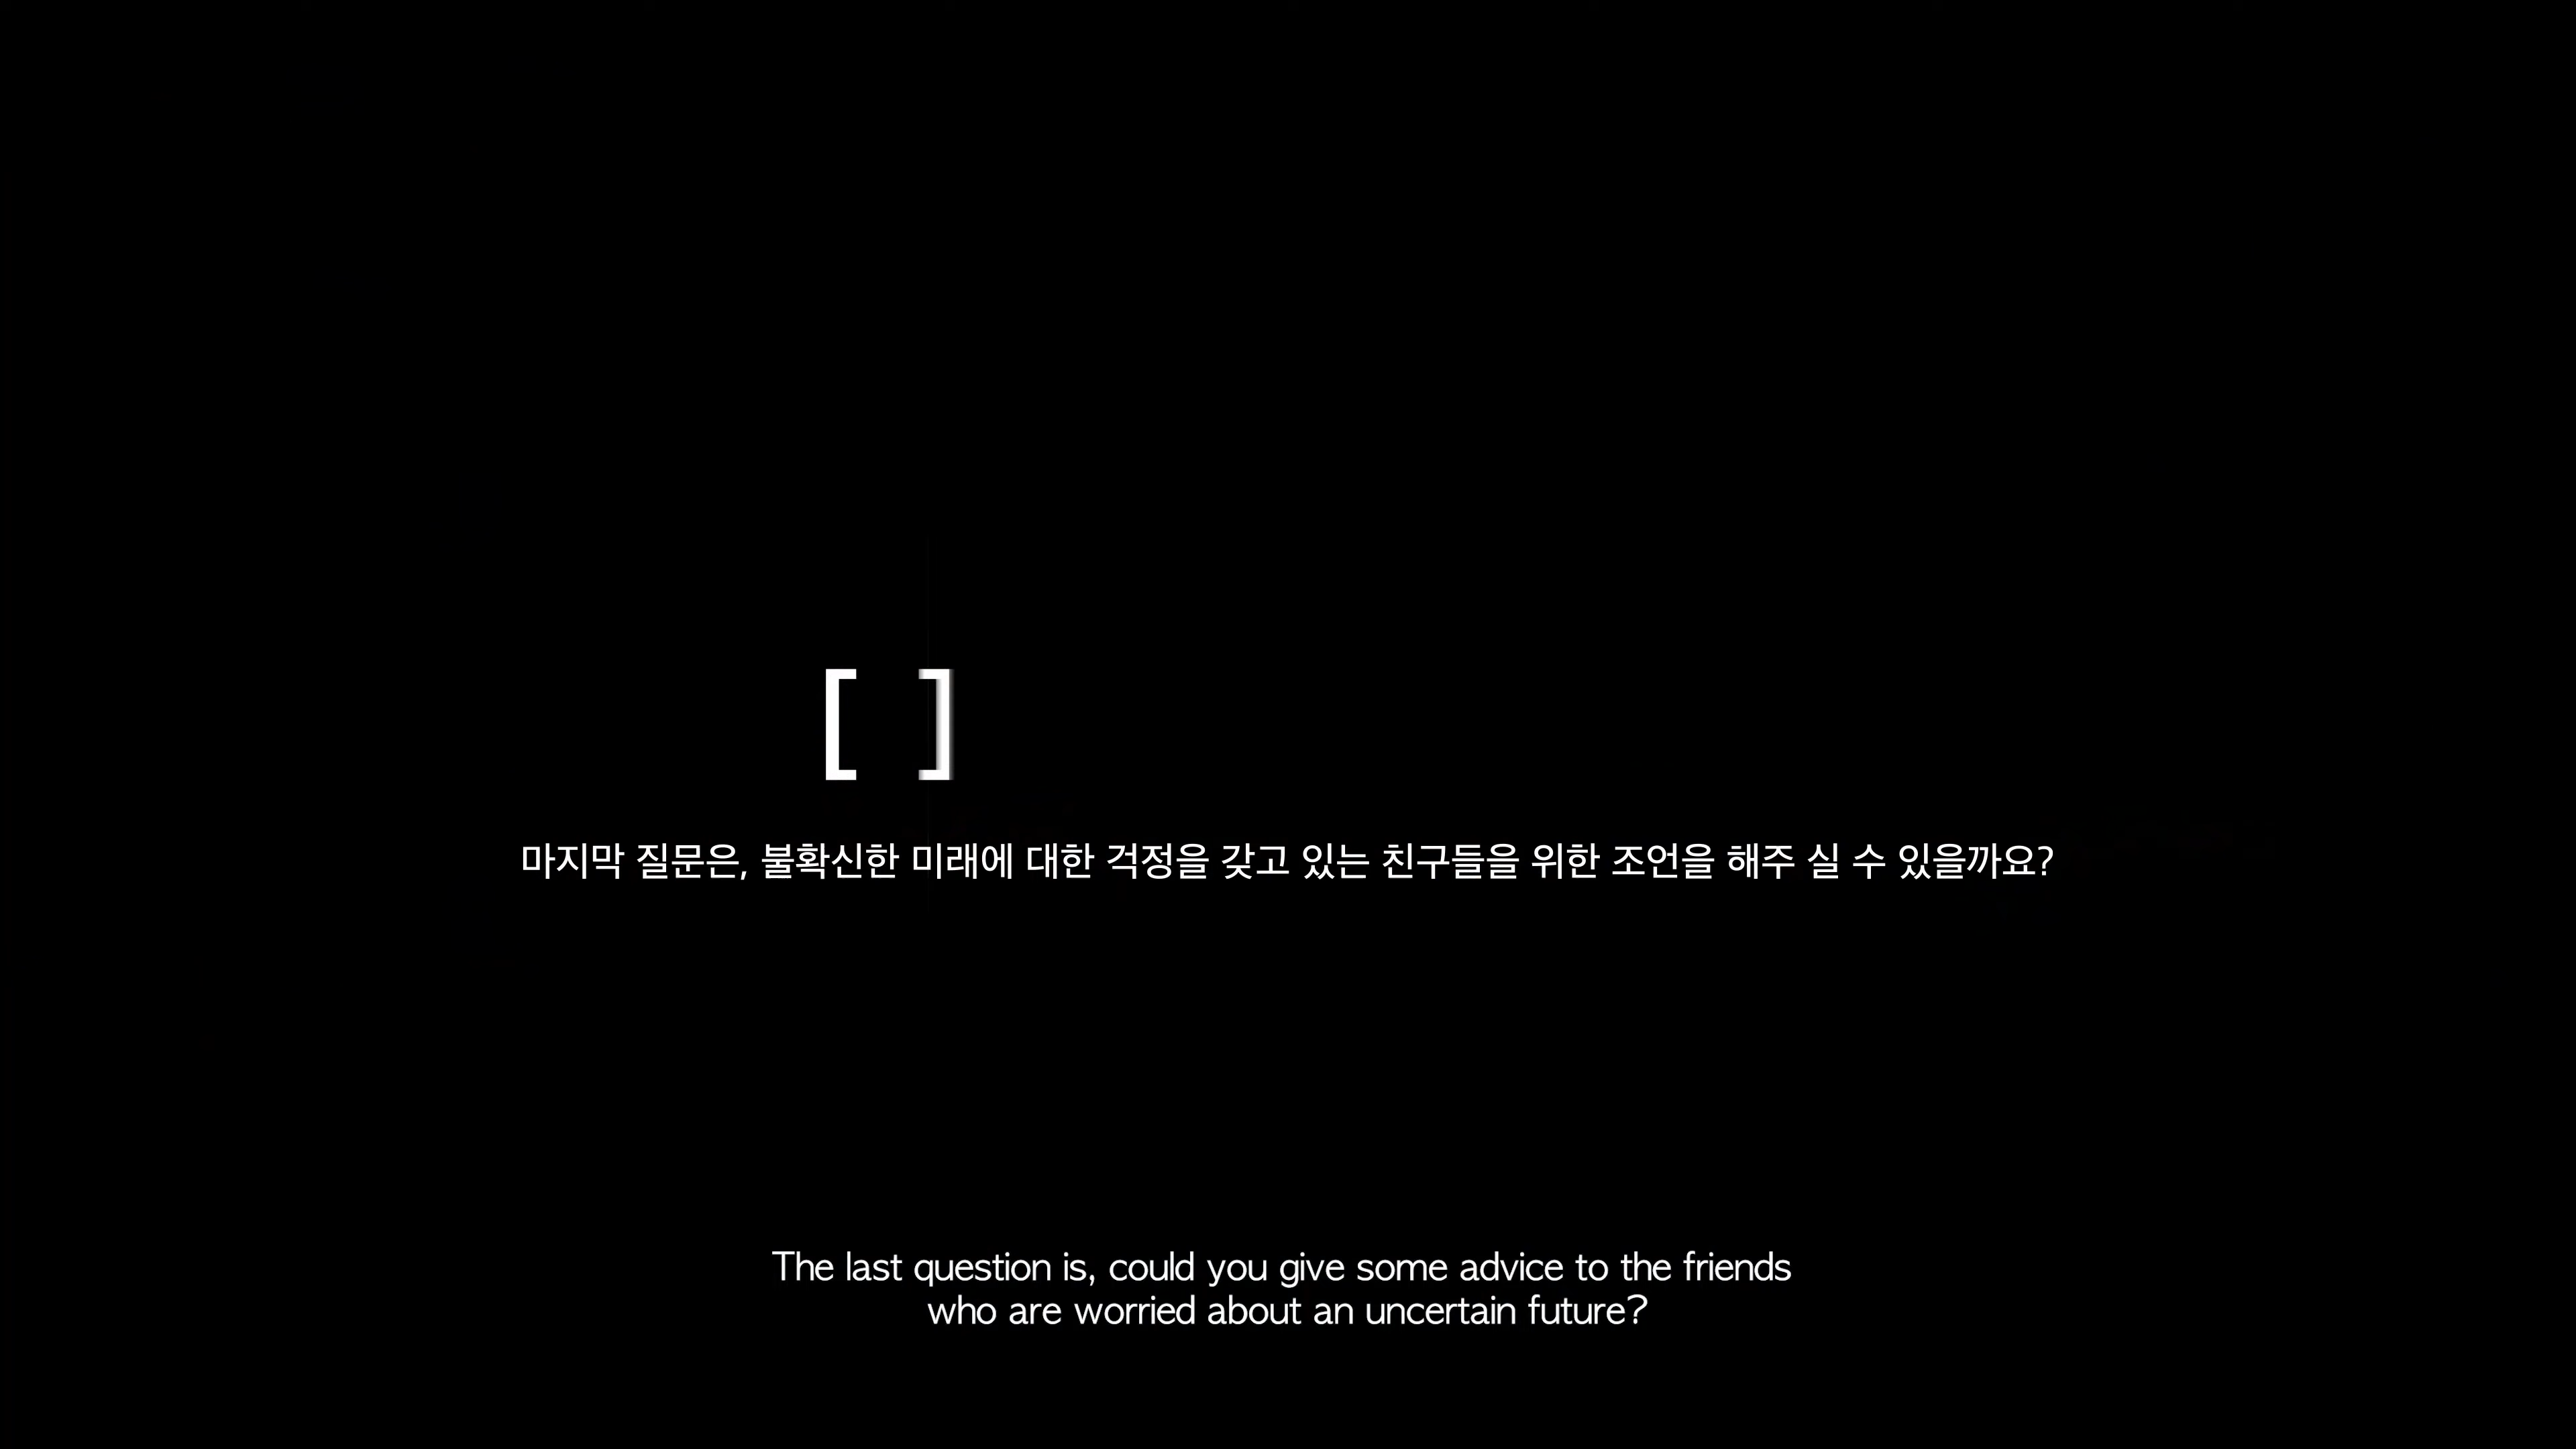 [ ]
마지막 질문은, 불확신한 미래에 대한 걱정을 갖고 있는 친구들을 위한 조언을 해주 실 수 있을까요?
The last question is, could you give some advice to the friends
who are worried about an uncertain future?